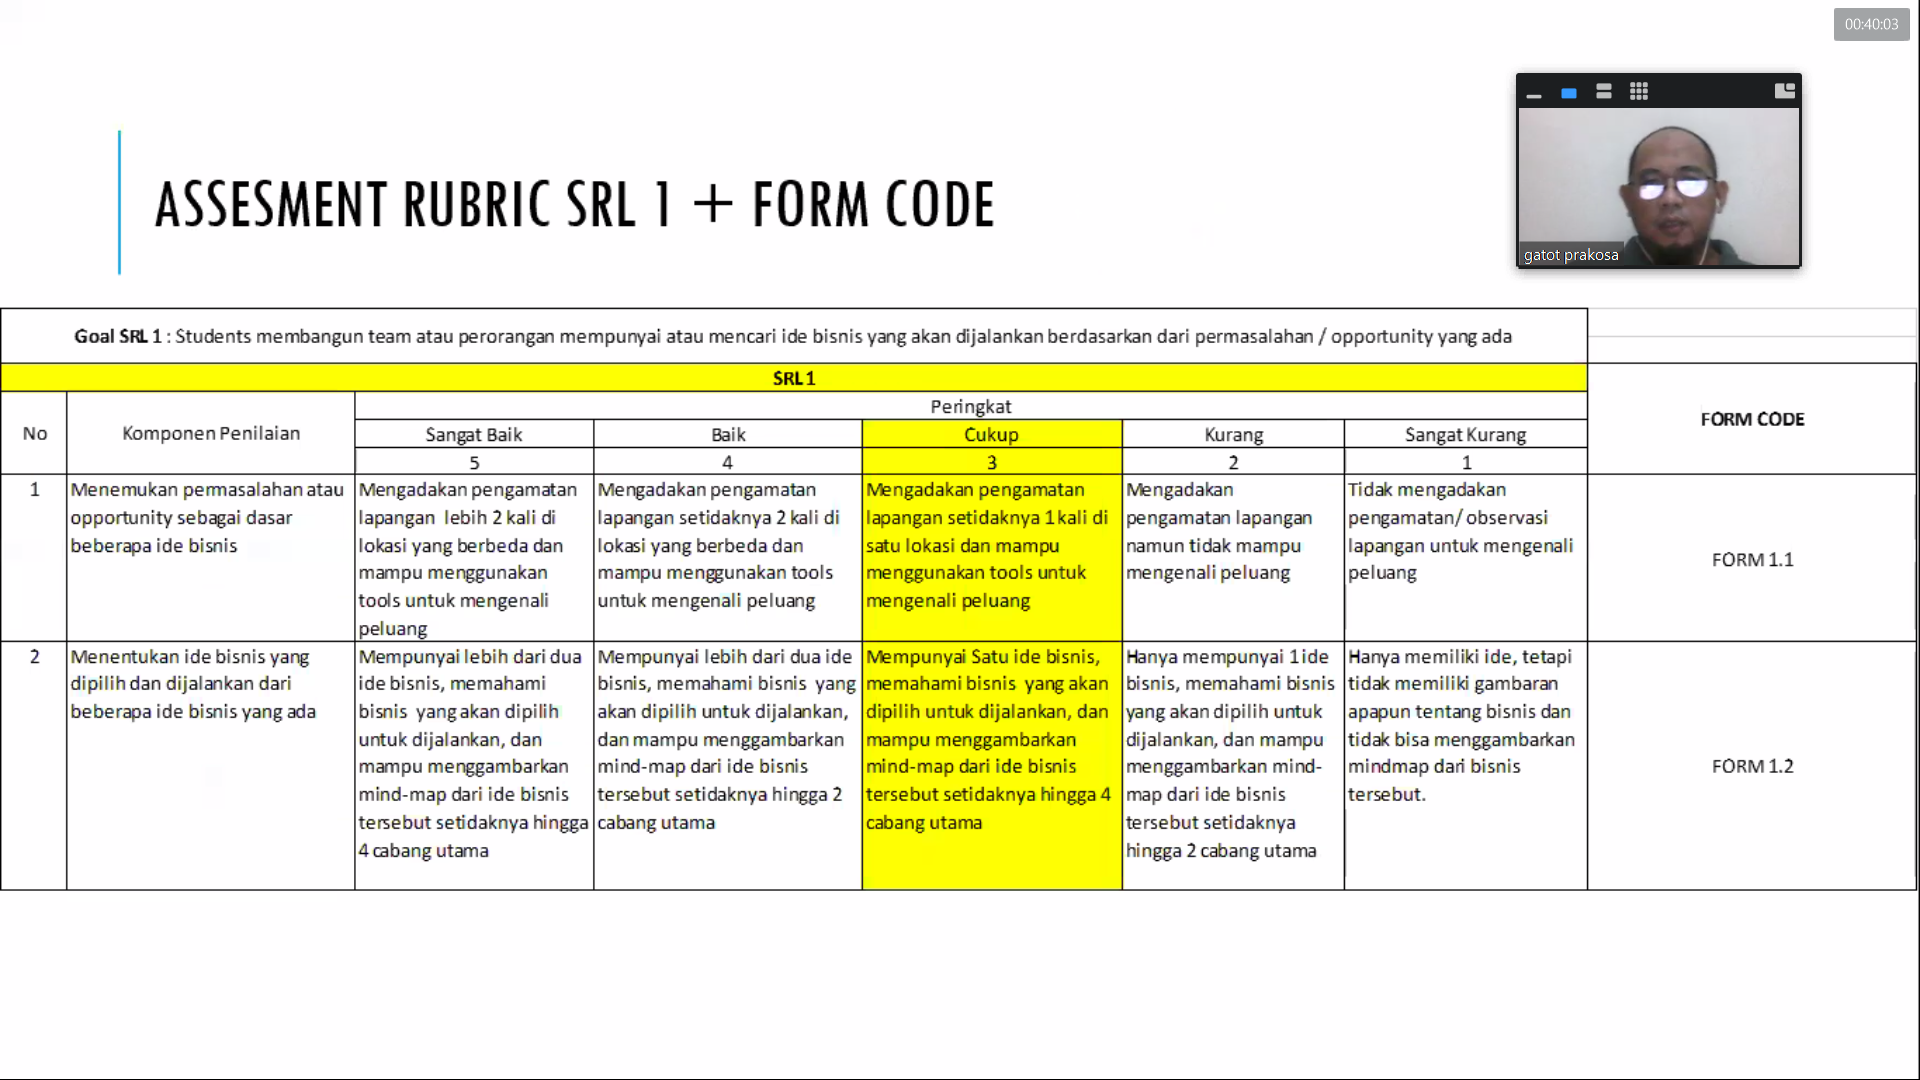 00:40:03
gatot prakosa
ASSESMENT RUBRIC SRL 1 + FORM CODE
Goal SRL 1 : Students membangun team atau perorangan mempunyai atau mencari ide bisnis yang akan dijalankan berdasarkan dari permasalahan / opportunity yang ada
SRL 1
FORM CODE
No
Komponen Penilaian
Peringkat
Sangat Baik
Baik
Cukup
Kurang
Sangat Kurang
5
4
3
2
1
1
Menemukan permasalahan atau
opportunity sebagai dasar
beberapa ide bisnis
Mengadakan pengamatan
lapangan lebih 2 kali di
lokasi yang berbeda dan
mampu menggunakan
tools untuk mengenali
peluang
Mengadakan pengamatan
lapangan setidaknya 2 kali di
lokasi yang berbeda dan
mampu menggunakan tools
untuk mengenali peluang
Mengadakan pengamatan
lapangan setidaknya 1 kali di
satu lokasi dan mampu
menggunakan tools untuk
mengenali peluang
Mengadakan
pengamatan lapangan
namun tidak mampu
mengenali peluang
Tidak mengadakan
pengamatan/ observasi
lapangan untuk mengenali
peluang
FORM 1.1
2
Menentukan ide bisnis yang
dipilih dan dijalankan dari
beberapa ide bisnis yang ada
Mempunyai lebih dari dua
ide bisnis, memahami
bisnis yang akan dipilih
untuk dijalankan, dan
mampu menggambarkan
mind-map dari ide bisnis
tersebut setidaknya hingga
4 cabang utama
Mempunyai lebih dari dua ide
bisnis, memahami bisnis yang
akan dipilih untuk dijalankan,
dan mampu menggambarkan
mind-map dari ide bisnis
tersebut setidaknya hingga 2
cabang utama
Mempunyai Satu ide bisnis,
memahami bisnis yang akan
dipilih untuk dijalankan, dan
mampu menggambarkan
mind-map dari ide bisnis
tersebut setidaknya hingga 4
cabang utama
Hanya mempunyai 1 ide
bisnis, memahami bisnis
yang akan dipilih untuk
dijalankan, dan mampu
menggambarkan mind-
map dari ide bisnis
tersebut setidaknya
hingga 2 cabang utama
Hanya memiliki ide, tetapi
tidak memiliki gambaran
apapun tentang bisnis dan
tidak bisa menggambarkan
mindmap dari bisnis
tersebut.
FORM 1.2